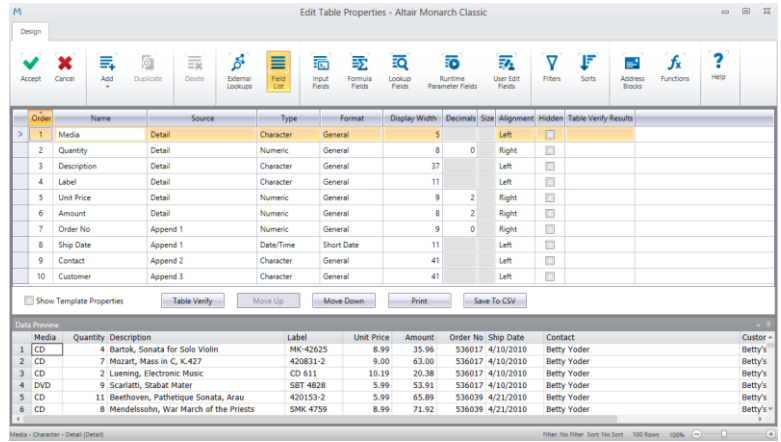 M Edit Table Properties - Altair Monarch Classic
Design
Accept Cancel Add Duplicate Delete External Lookups Field List Input Fields Formula Fields Lookup Fields Runtime Parameter Fields User Edit Fields Filters Sorts Address Blocks fx Functions ? Help
Order Name Source Type Format Display Width Decimals Size Alignment Hidden Table Verify Results
> 1 Media Detail Character General 5 Left
2 Quantity Detail Numeric General 8 0 Right
3 Description Detail Character General 37 Left
4 Label Detail Character General 11 Left
5 Unit Price Detail Numeric General 9 2 Right
6 Amount Detail Numeric General 8 2 Right
7 Order No Append 1 Numeric General 9 0 Right
8 Ship Date Append 1 Date/Time Short Date 11 Left
9 Contact Append 2 Character General 41 Left
10 Customer Append 3 Character General 41 Left
Show Template Properties Table Verify Move Up Move Down Print Save To CSV
Data Preview
Media Quantity Description Label Unit Price Amount Order No Ship Date Contact Custor
1 CD 4 Bartok, Sonata for Solo Violin MK-42625 8.99 35.96 536017 4/10/2010 Betty Yoder Betty's
2 CD 7 Mozart, Mass in C, K.427 420831-2 9.00 63.00 536017 4/10/2010 Betty Yoder Betty's
3 CD 2 Luening, Electronic Music CD 611 10.19 20.38 536017 4/10/2010 Betty Yoder Betty's
4 DVD 9 Scarlatti, Stabat Mater SBT 4828 5.99 53.91 536039 4/21/2010 Betty Yoder Betty's
5 CD 11 Beethoven, Pathetique Sonata, Arau 420153-2 5.99 65.89 536039 4/21/2010 Betty Yoder Betty's
6 CD 8 Mendelssohn, War March of the Priests SMK 4759 8.99 71.92 536039 4/21/2010 Betty Yoder Betty's
Media - Character - Detail (Detail) Filter: No Filter Sort: No Sort 100 Rows 100%